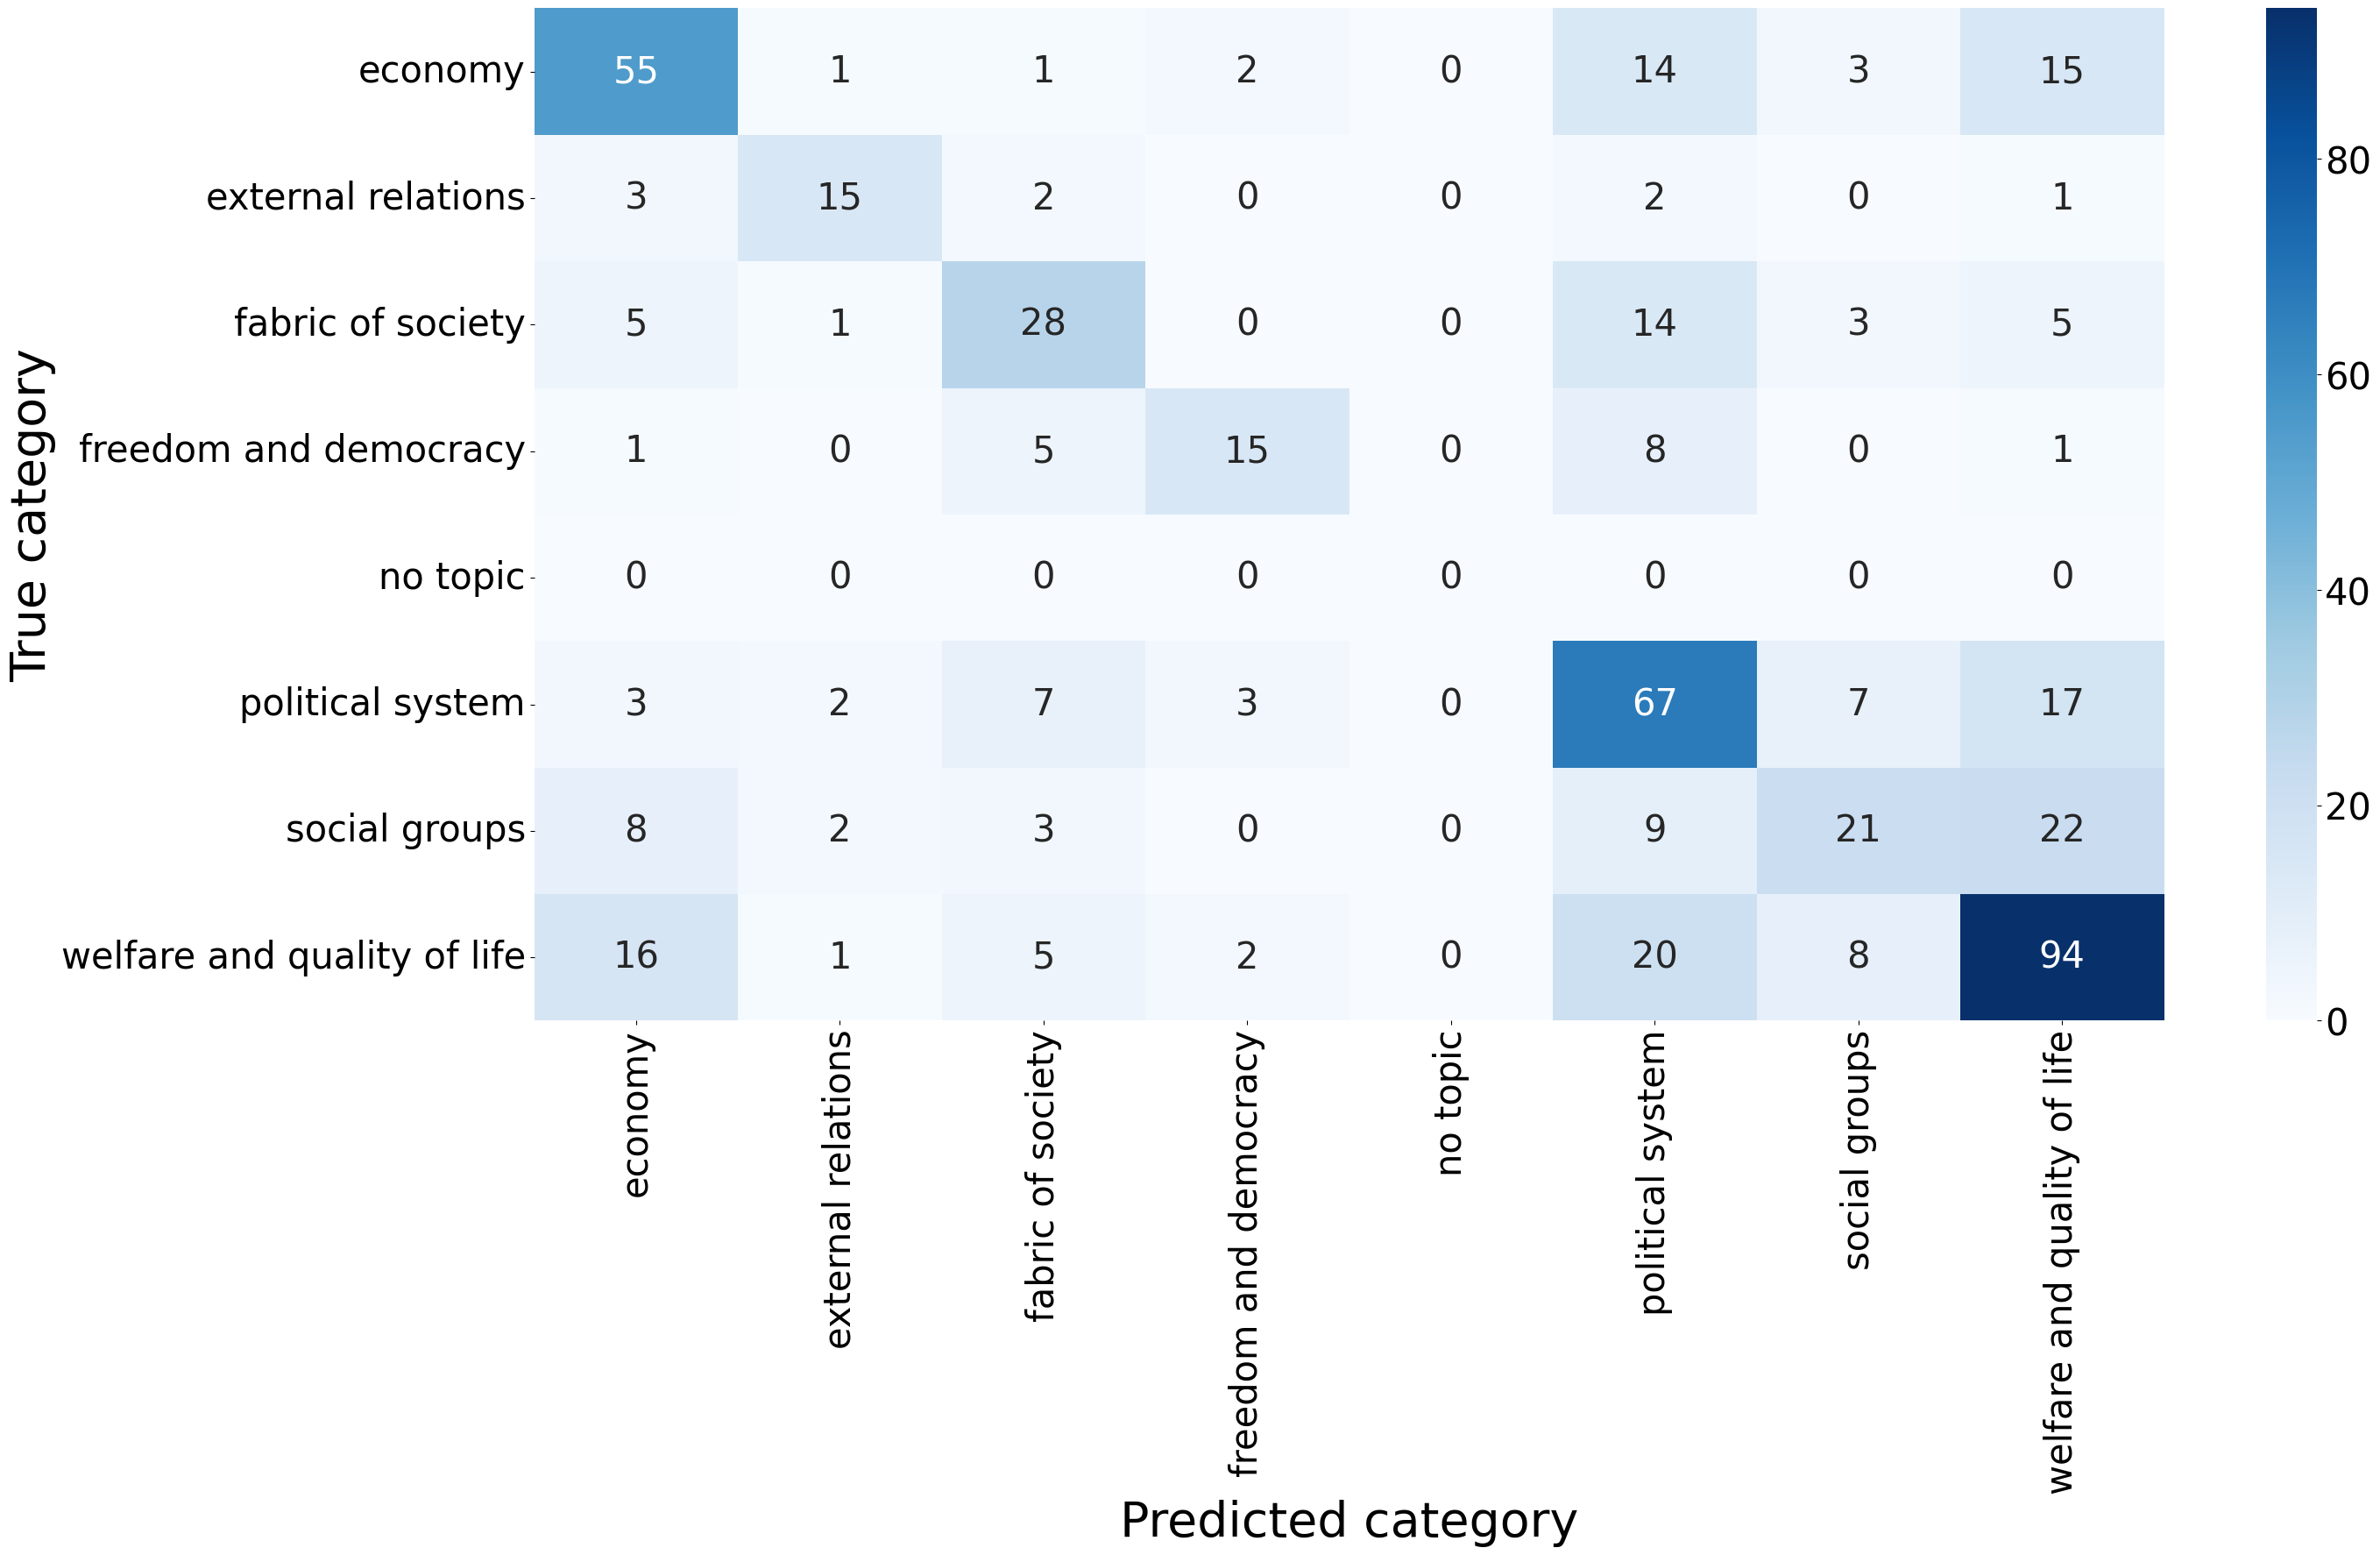 True category
economy 55 1 1 2 0 14 3 15
external relations 3 15 2 0 0 2 0 1
fabric of society 5 1 28 0 0 14 3 5
freedom and democracy 1 0 5 15 0 8 0 1
no topic 0 0 0 0 0 0 0 0
political system 3 2 7 3 0 67 7 17
social groups 8 2 3 0 0 9 21 22
welfare and quality of life 16 1 5 2 0 20 8 94
economy
external relations
fabric of society
freedom and democracy
no topic
political system
social groups
welfare and quality of life
Predicted category
80
60
40
20
0